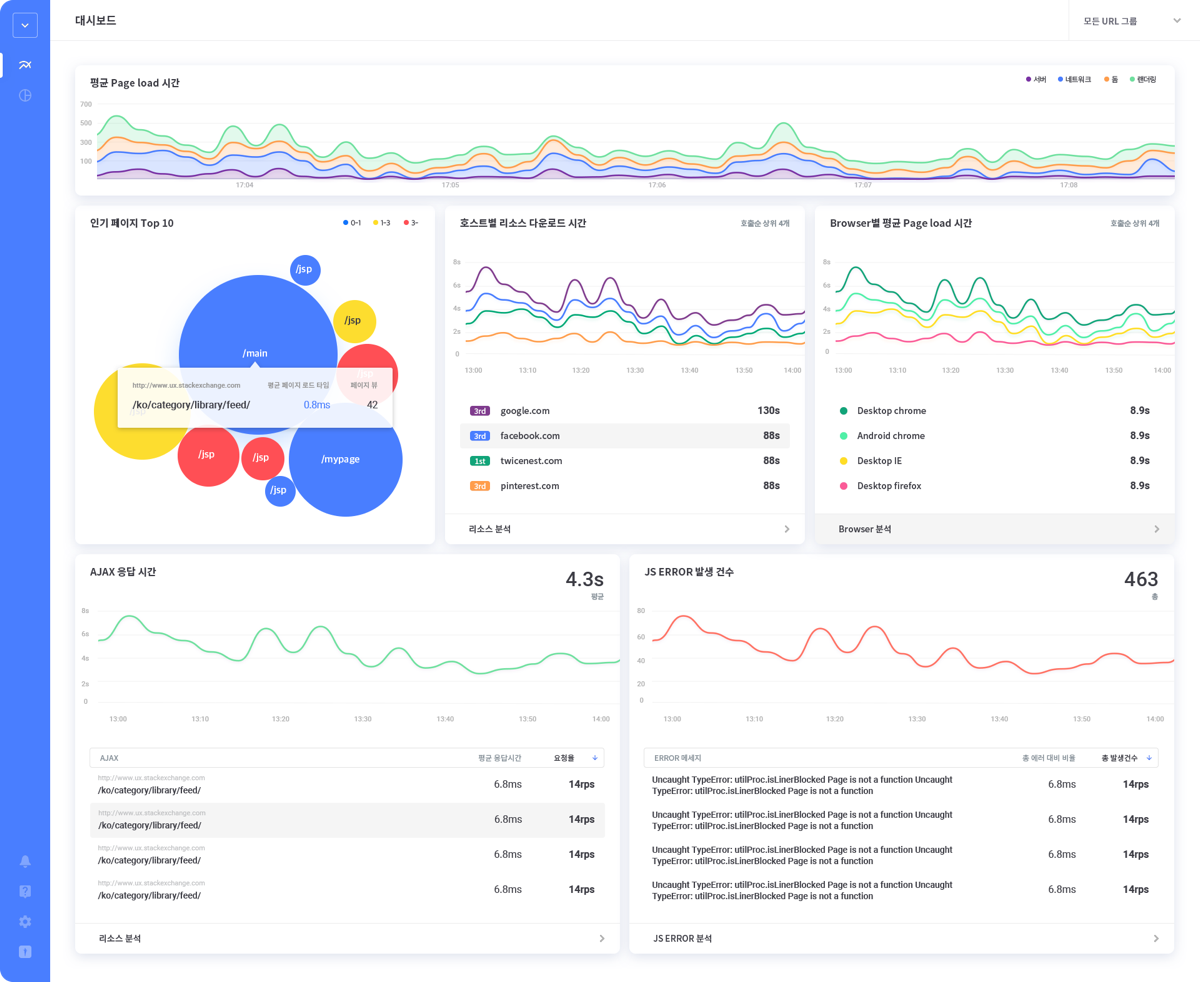 대시보드
모든 URL 그룹
평균 Page load 시간
서버 네트워크 돔 랜더링
700
500
300
100
17:04 17:05 17:06 17:07 17:08
인기 페이지 Top 10
0-1 1-3 3-
/jsp
/jsp
/main
http://www.ux.stackexchange.com 평균 페이지 로드 타임 페이지 뷰
/ko/category/library/feed/ 0.8ms 42
/jsp
/jsp
/mypage
/jsp
호스트별 리소스 다운로드 시간
호출순 상위 4개
8s
6s
4s
2s
0
13:00 13:10 13:20 13:30 13:40 13:50 14:00
3rd google.com 130s
3rd facebook.com 88s
1st twicenest.com 88s
3rd pinterest.com 88s
리소스 분석
Browser별 평균 Page load 시간
호출순 상위 4개
8s
6s
4s
2s
0
13:00 13:10 13:20 13:30 13:40 13:50 14:00
Desktop chrome 8.9s
Android chrome 8.9s
Desktop IE 8.9s
Desktop firefox 8.9s
Browser 분석
AJAX 응답 시간
4.3s
평균
8s
6s
4s
2s
0
13:00 13:10 13:20 13:30 13:40 13:50 14:00
AJAX 평균 응답시간 요청율
http://www.ux.stackexchange.com
/ko/category/library/feed/ 6.8ms 14rps
http://www.ux.stackexchange.com
/ko/category/library/feed/ 6.8ms 14rps
http://www.ux.stackexchange.com
/ko/category/library/feed/ 6.8ms 14rps
http://www.ux.stackexchange.com
/ko/category/library/feed/ 6.8ms 14rps
리소스 분석
JS ERROR 발생 건수
463
총
80
60
40
20
0
13:00 13:10 13:20 13:30 13:40 13:50 14:00
ERROR 메세지 총 에러 대비 비율 총 발생건수
Uncaught TypeError: utilProc.isLinerBlocked Page is not a function Uncaught
TypeError: utilProc.isLinerBlocked Page is not a function
6.8ms 14rps
Uncaught TypeError: utilProc.isLinerBlocked Page is not a function Uncaught
TypeError: utilProc.isLinerBlocked Page is not a function
6.8ms 14rps
Uncaught TypeError: utilProc.isLinerBlocked Page is not a function Uncaught
TypeError: utilProc.isLinerBlocked Page is not a function
6.8ms 14rps
Uncaught TypeError: utilProc.isLinerBlocked Page is not a function Uncaught
TypeError: utilProc.isLinerBlocked Page is not a function
6.8ms 14rps
JS ERROR 분석